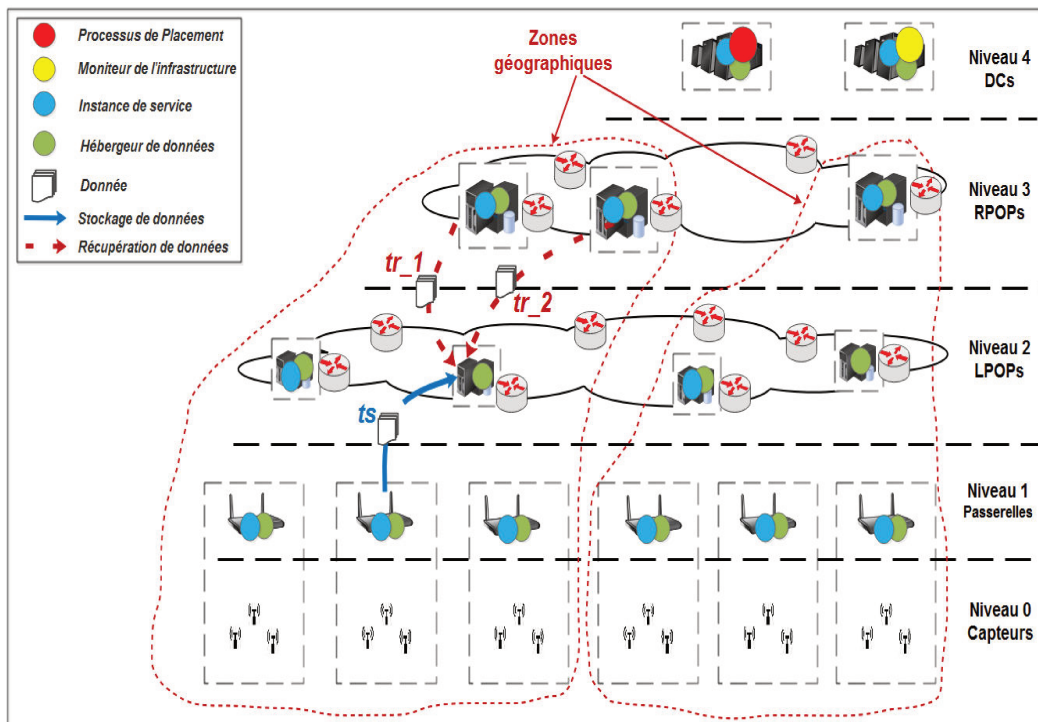 Processus de Placement
Moniteur de l'infrastructure
Instance de service
Hébergeur de données
Donnée
Stockage de données
Récupération de données
Zones
géographiques
Niveau 4
DCs
Niveau 3
RPOPs
tr_1
tr_2
Niveau 2
LPOPs
ts
Niveau 1
Passerelles
Niveau 0
Capteurs